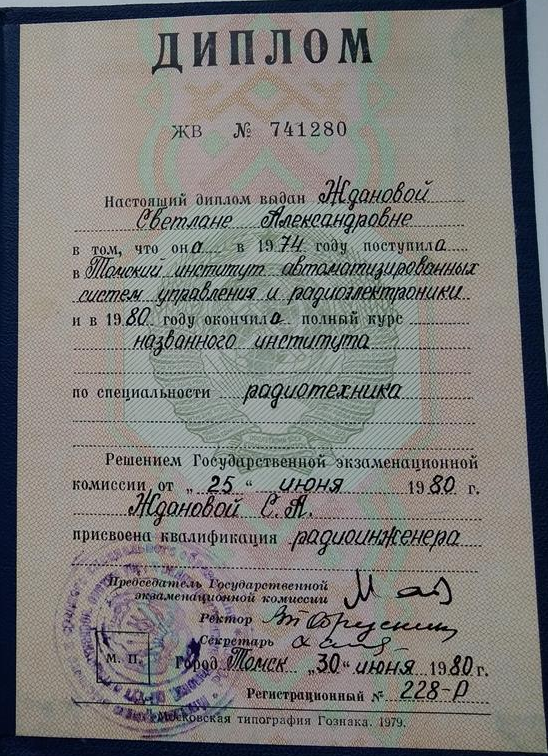 ДИПЛОМ
ЖВ № 741280
Настоящий диплом выдан Ждановой
Светлане Александровне
в том, что она в 1974 году поступила
в Томский институт автоматизированных
систем управления и радиоэлектроники
и в 1980 году окончила полный курс
названного института
по специальности радиотехника
Решением Государственной экзаменационной
комиссии от „25" июня 1980 г.
Ждановой С.А.
присвоена квалификация радиоинженера
Председатель Государственной
экзаменационной комиссии
Ректор
Секретарь
М. П. Город Томск „30" июня 1980 г.
Регистрационный № 228-Р
Московская типография Гознака. 1979.